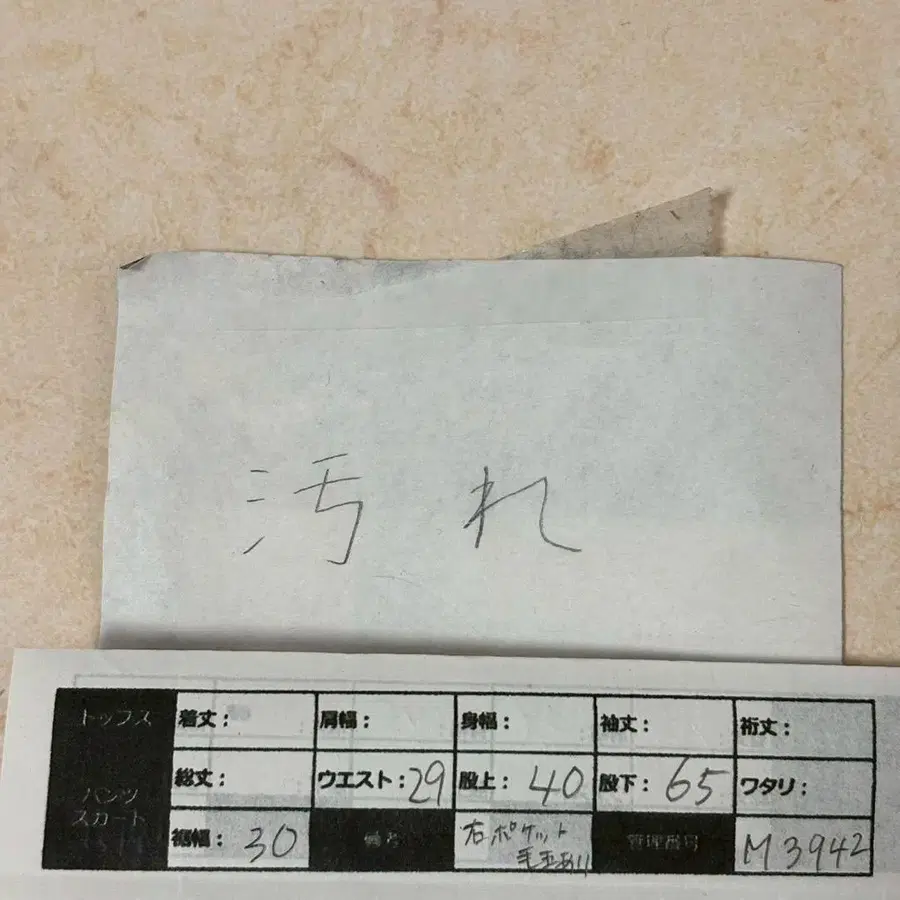 汚れ
トップス 着丈： 肩幅： 身幅： 袖丈： 裄丈：
パンツ
スカート
総丈： ウエスト：29 股上：40 股下：65 ワタリ：
裾幅：30 備考 右ポケット
毛玉あり
管理番号 M3942